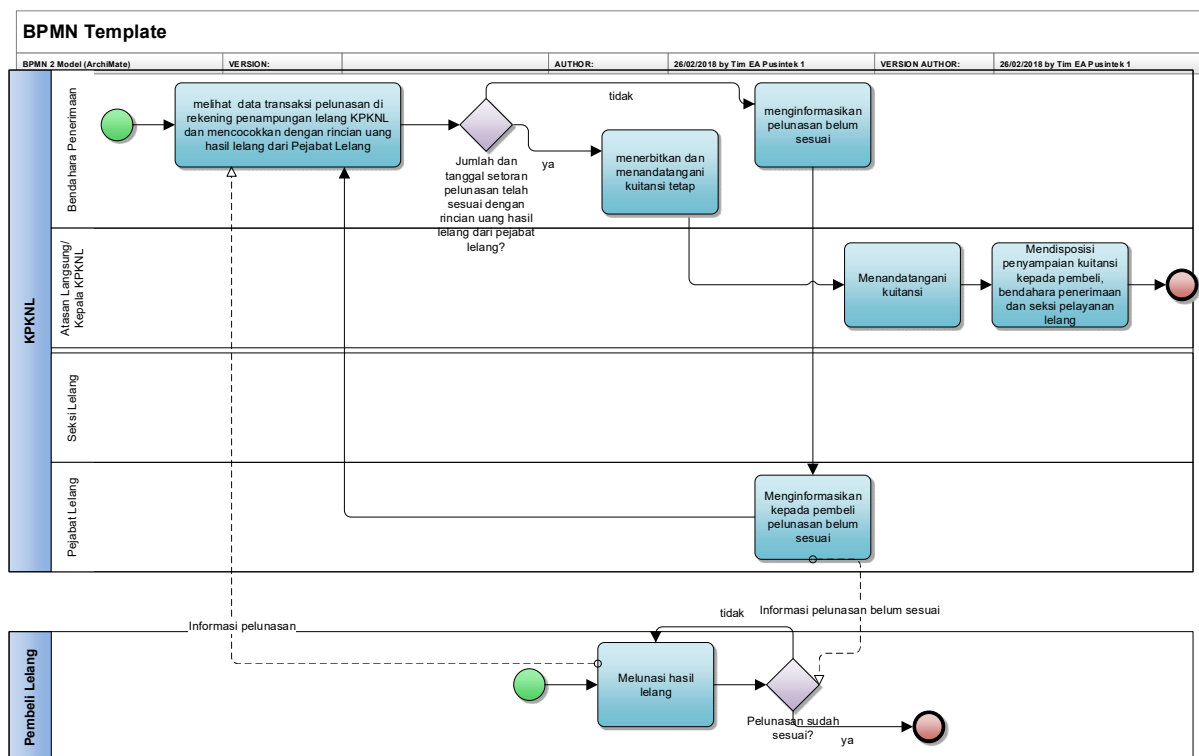 BPMN Template
BPMN 2 Model (ArchiMate)
VERSION:
AUTHOR:
26/02/2018 by Tim EA Pusintek 1
VERSION AUTHOR:
26/02/2018 by Tim EA Pusintek 1
KPKNL
Bendahara Penerimaan
melihat data transaksi pelunasan di
rekening penampungan lelang KPKNL
dan mencocokkan dengan rincian uang
hasil lelang dari Pejabat Lelang
Jumlah dan
tanggal setoran
pelunasan telah
sesuai dengan
rincian uang hasil
lelang dari pejabat
lelang?
tidak
ya
menerbitkan dan
menandatangani
kuitansi tetap
menginformasikan
pelunasan belum
sesuai
Atasan Langsung/
Kepala KPKNL
Menandatangani
kuitansi
Mendisposisi
penyampaian kuitansi
kepada pembeli,
bendahara penerimaan
dan seksi pelayanan
lelang
Seksi Lelang
Pejabat Lelang
Menginformasikan
kepada pembeli
pelunasan belum
sesuai
Informasi pelunasan
Informasi pelunasan belum sesuai
Pembeli Lelang
tidak
Melunasi hasil
lelang
Pelunasan sudah
sesuai?
ya